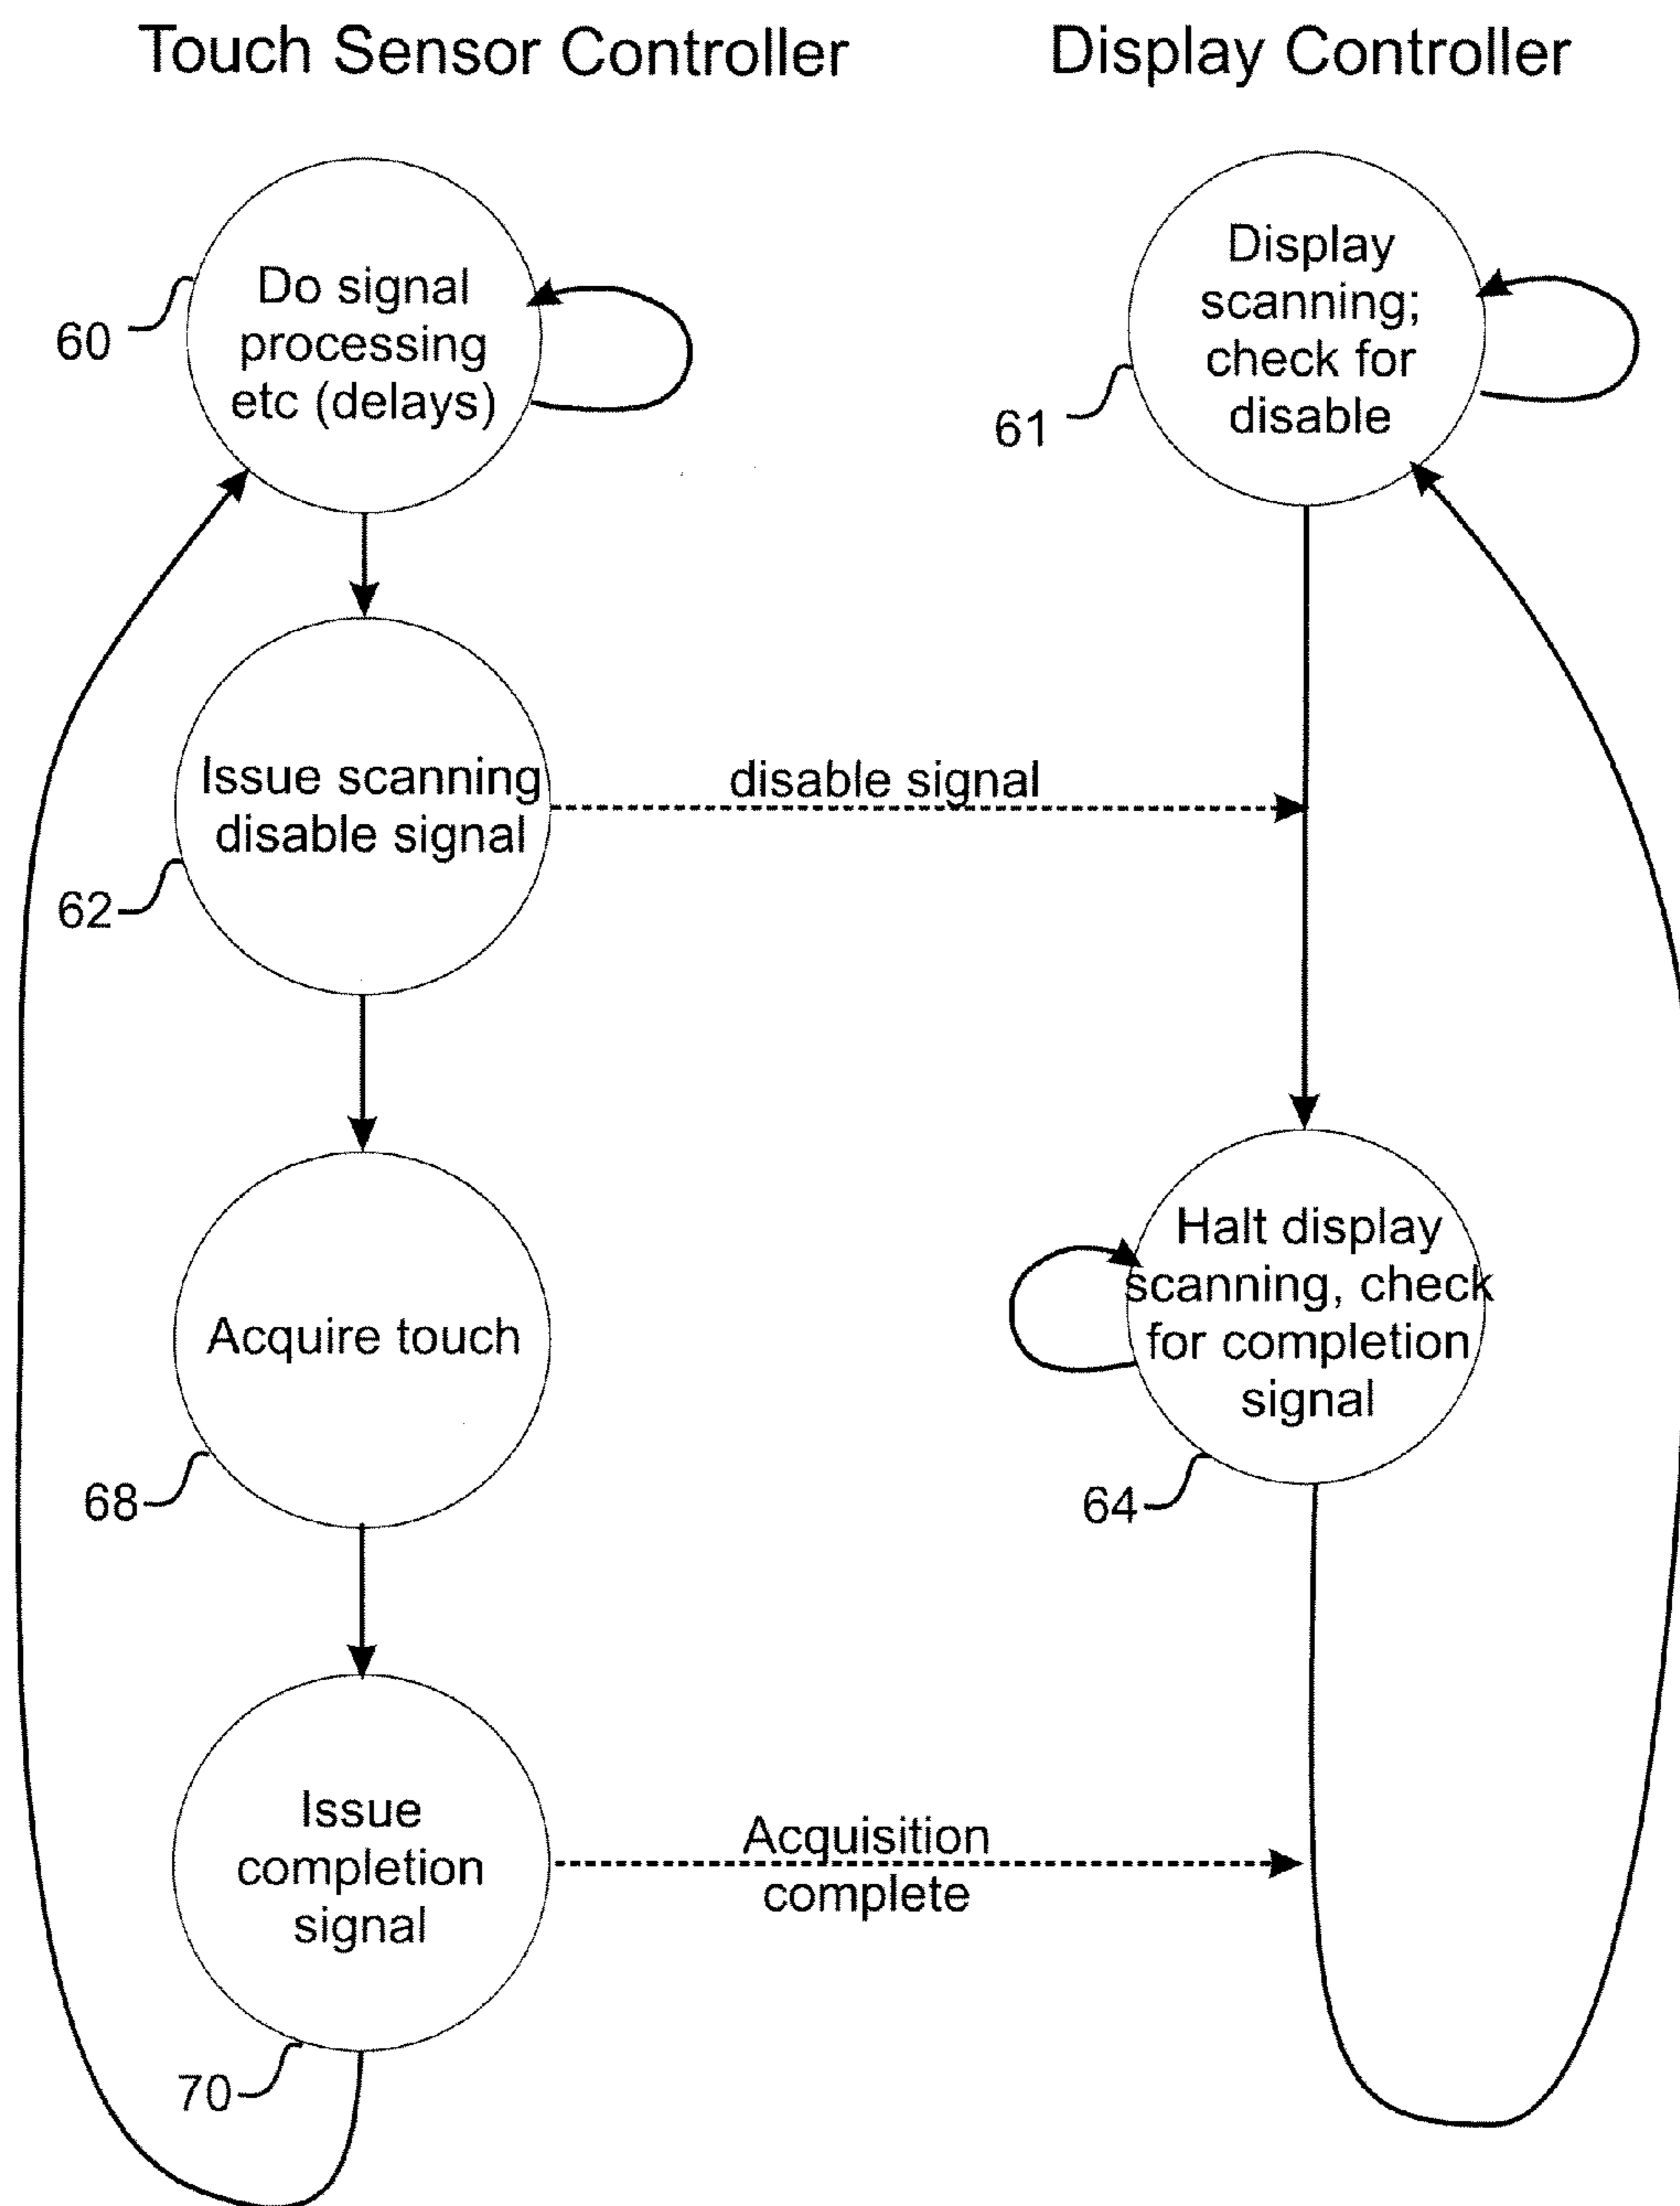 Touch Sensor Controller
Display Controller
Do signal
processing
etc (delays)
60
Display
scanning;
check for
disable
61
Issue scanning
disable signal
62
disable signal
Acquire touch
68
Halt display
scanning, check
for completion
signal
64
Issue
completion
signal
70
Acquisition
complete